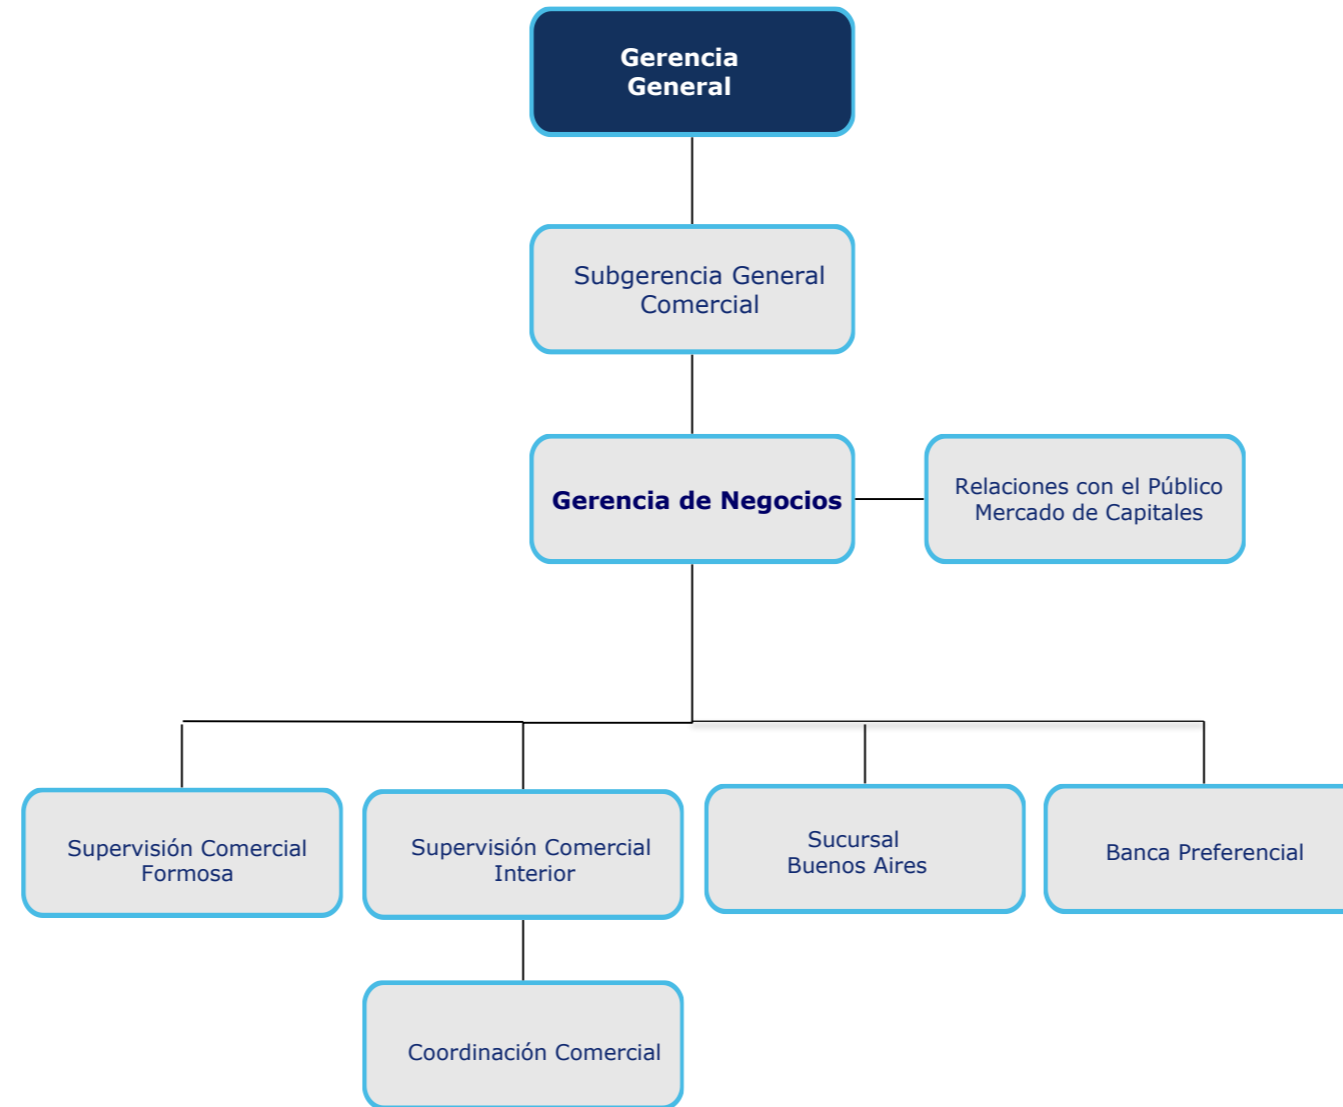 Gerencia
General
Subgerencia General
Comercial
Gerencia de Negocios
Relaciones con el Público
Mercado de Capitales
Supervisión Comercial
Formosa
Supervisión Comercial
Interior
Sucursal
Buenos Aires
Banca Preferencial
Coordinación Comercial